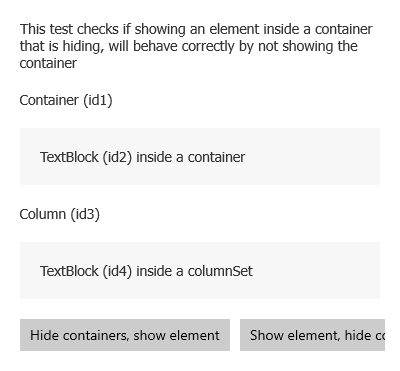 This test checks if showing an element inside a container
that is hiding, will behave correctly by not showing the
container
Container (id1)
TextBlock (id2) inside a container
Column (id3)
TextBlock (id4) inside a columnSet
Hide containers, show element
Show element, hide